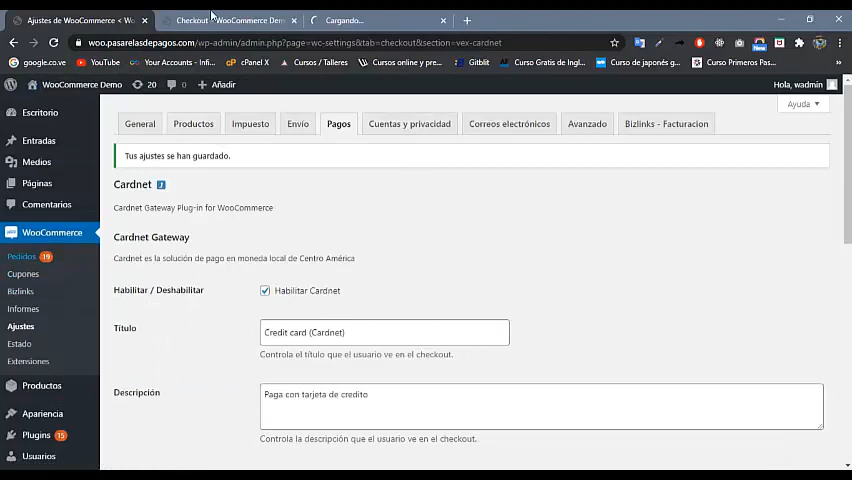 Ajustes de WooCommerce < Wo
Checkout - WooCommerce Dem
Cargando...
woo.pasarelasdepagos.com/wp-admin/admin.php?page=wc-settings&tab=checkout&section=vex-cardnet
google.co.ve
YouTube
Your Accounts - Infi...
cPanel X
Cursos / Talleres
Cursos online y pre...
Gitblit
Curso Gratis de Ingl...
Curso de japonés g...
Curso Primeros Pas...
WooCommerce Demo
20
0
Añadir
Hola, wadmin
Ayuda
Escritorio
Entradas
Medios
Páginas
Comentarios
WooCommerce
Pedidos 19
Cupones
Bizlinks
Informes
Ajustes
Estado
Extensiones
Productos
Apariencia
Plugins 15
Usuarios
General
Productos
Impuesto
Envío
Pagos
Cuentas y privacidad
Correos electrónicos
Avanzado
Bizlinks - Facturacion
Tus ajustes se han guardado.
Cardnet
Cardnet Gateway Plug-in for WooCommerce
Cardnet Gateway
Cardnet es la solución de pago en moneda local de Centro América
Habilitar / Deshabilitar
Habilitar Cardnet
Título
Credit card (Cardnet)
Controla el título que el usuario ve en el checkout.
Descripción
Paga con tarjeta de credito
Controla la descripción que el usuario ve en el checkout.